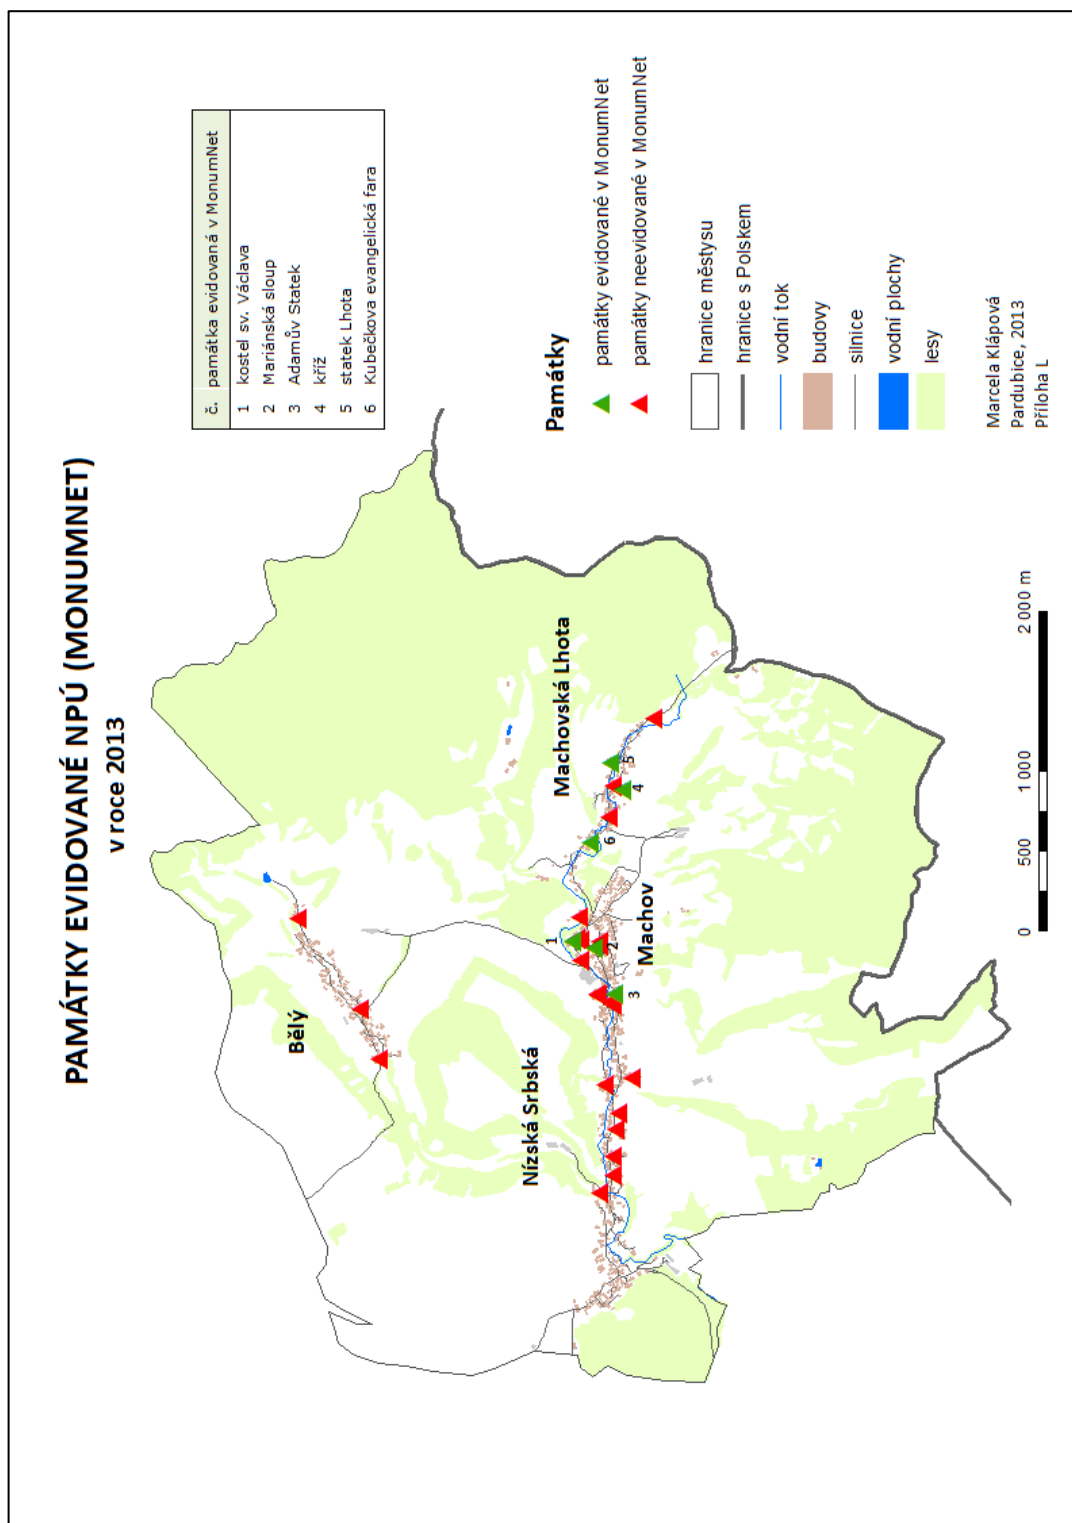 PAMÁTKY EVIDOVANÉ NPÚ (MONUMNET)
v roce 2013
č. památka evidovaná v MonumNet
1 kostel sv. Václava
2 Mariánská sloup
3 Adamův Statek
4 kříž
5 statek Lhota
6 Kubečkova evangelická fara
Bělý
Nízská Srbská
Machovská Lhota
Machov
1
2
3
4
5
6
Památky
památky evidované v MonumNet
památky neevidované v MonumNet
hranice městysu
hranice s Polskem
vodní tok
budovy
silnice
vodní plochy
lesy
0 500 1 000 2 000 m
Marcela Klápová
Pardubice, 2013
Příloha L